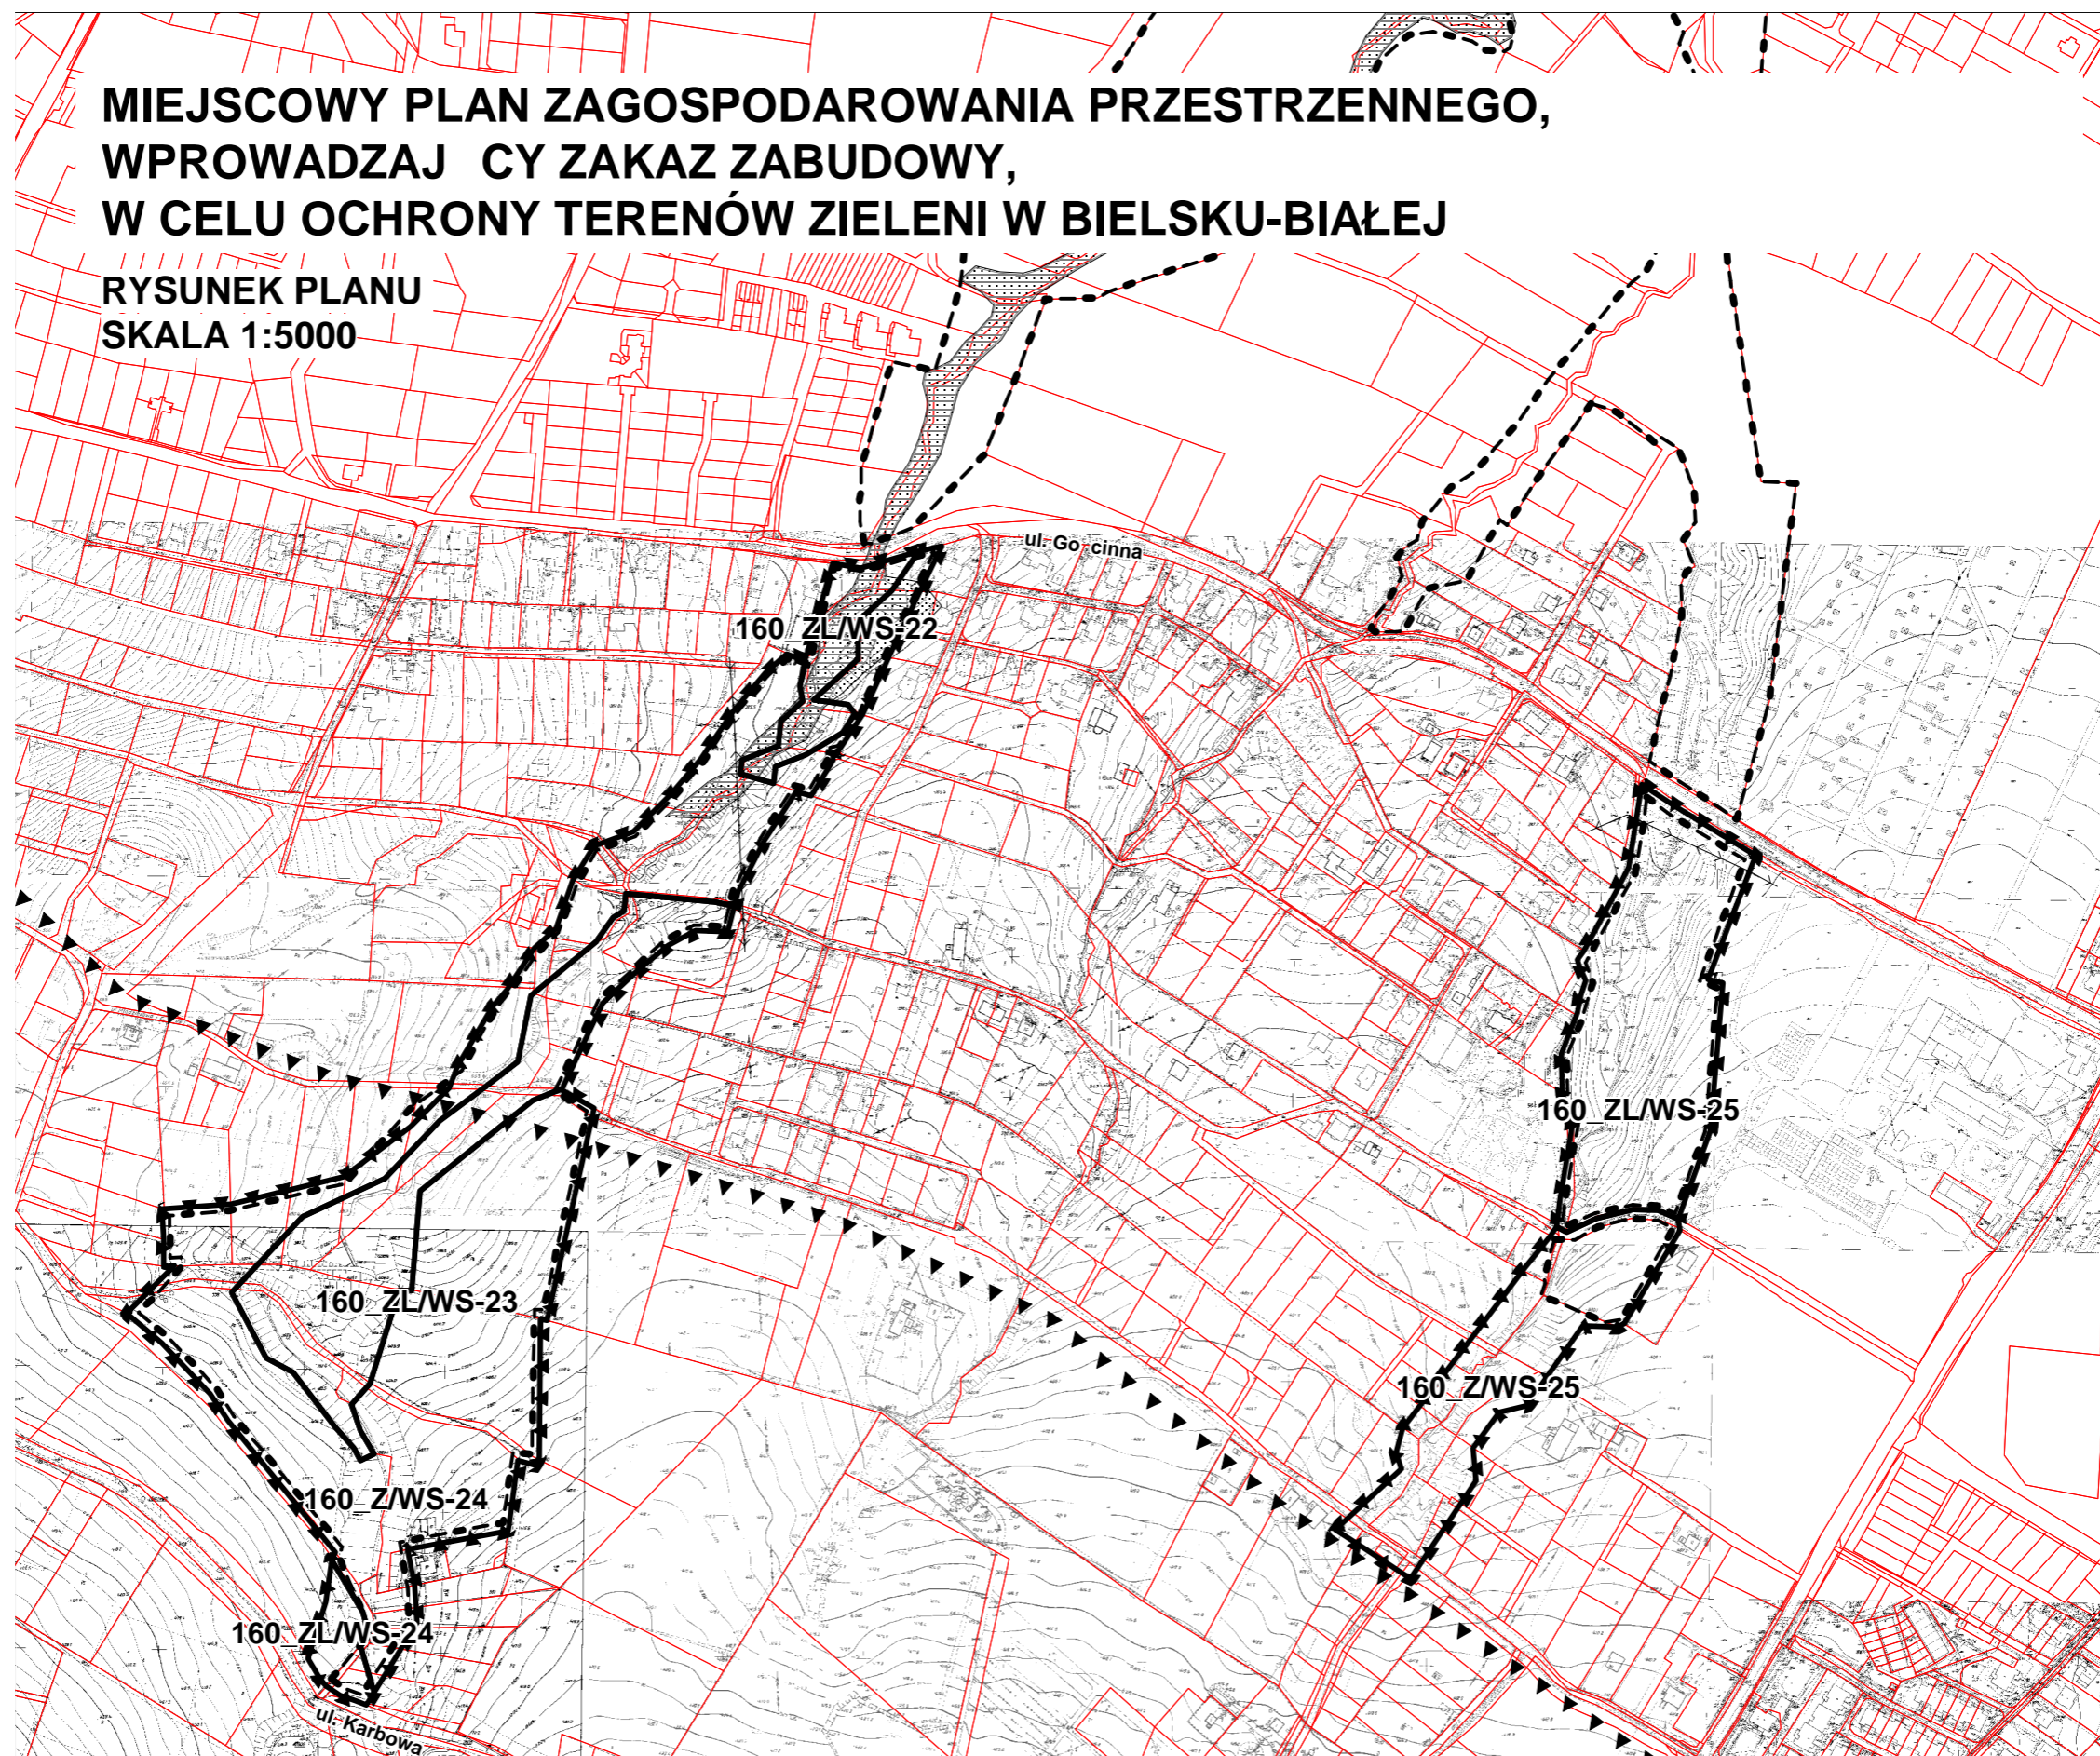 MIEJSCOWY PLAN ZAGOSPODAROWANIA PRZESTRZENNEGO,
WPROWADZAJ CY ZAKAZ ZABUDOWY,
W CELU OCHRONY TERENÓW ZIELENI W BIELSKU-BIAŁEJ
RYSUNEK PLANU
SKALA 1:5000
ul. Go cinna
160_ZL/WS-22
160_ZL/WS-25
160_ZL/WS-23
160_Z/WS-25
160_Z/WS-24
160_ZL/WS-24
ul. Karbowa